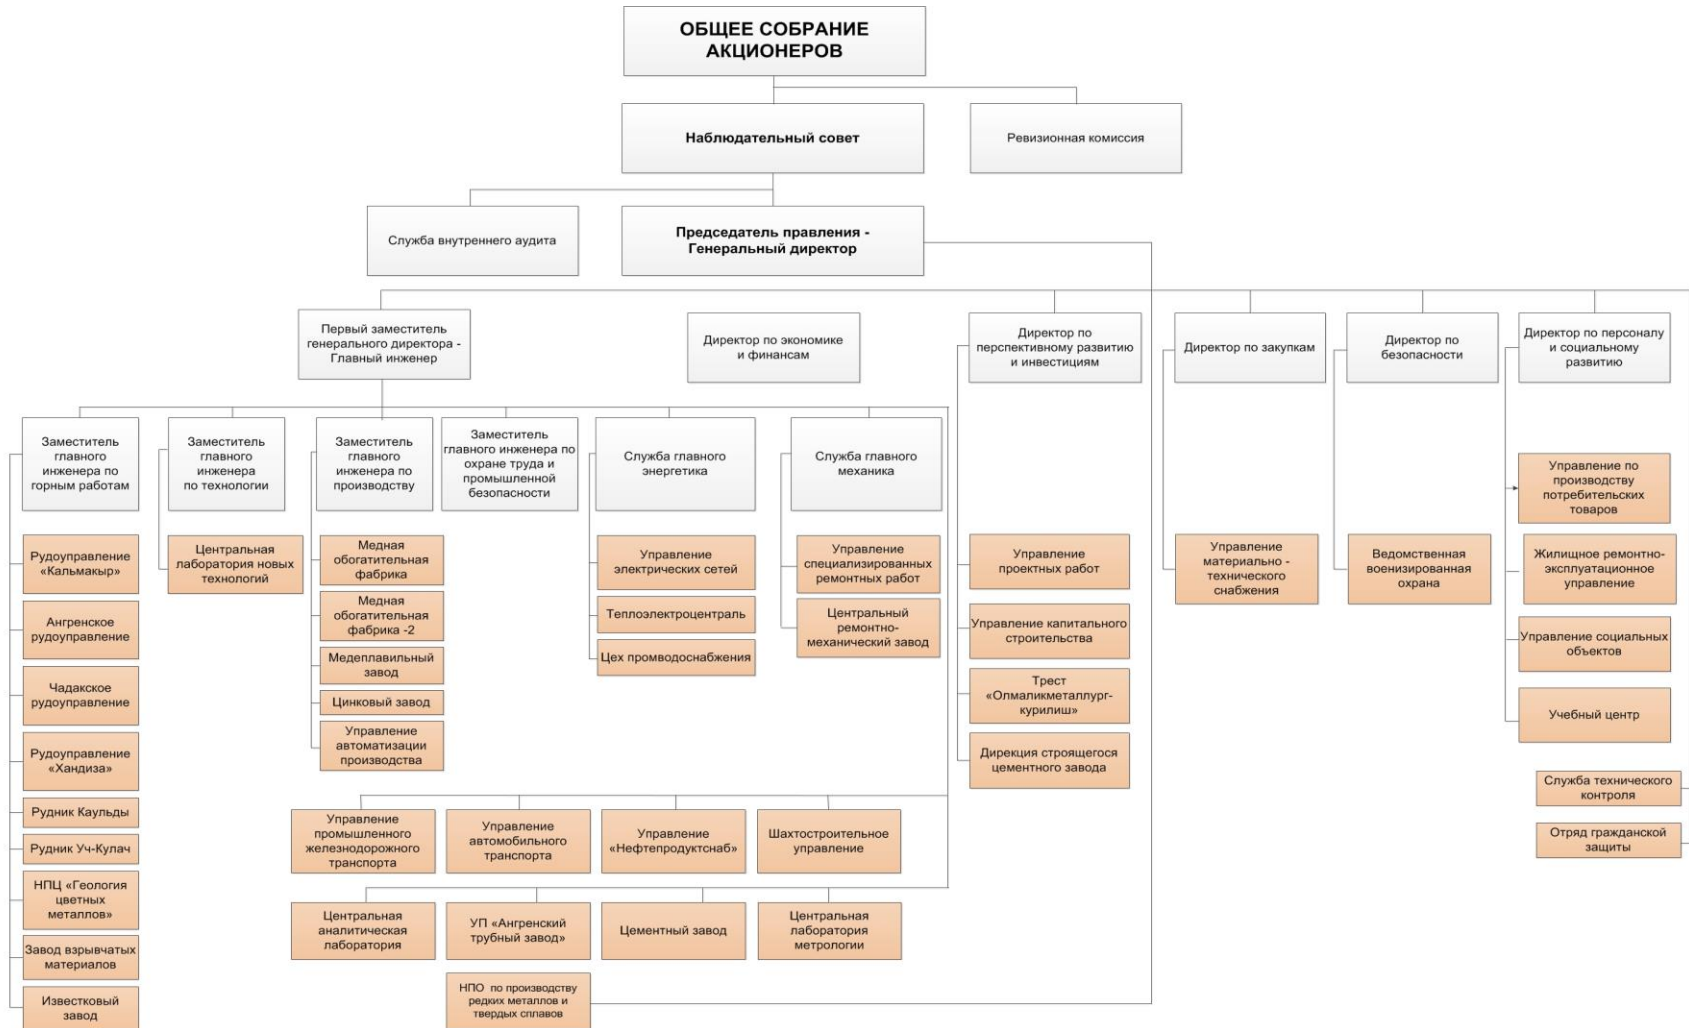 ОБЩЕЕ СОБРАНИЕ
АКЦИОНЕРОВ
Наблюдательный совет
Ревизионная комиссия
Служба внутреннего аудита
Председатель правления -
Генеральный директор
Первый заместитель
генерального директора -
Главный инженер
Директор по экономике
и финансам
Директор по
перспективному развитию
и инвестициям
Директор по закупкам
Директор по
безопасности
Директор по персоналу
и социальному
развитию
Заместитель
главного
инженера по
горным работам
Заместитель
главного
инженера
по технологии
Заместитель
главного
инженера по
производству
Заместитель
главного инженера по
охране труда и
промышленной
безопасности
Служба главного
энергетика
Служба главного
механика
Рудоуправление
«Кальмакыр»
Ангренское
рудоуправление
Чадакское
рудоуправление
Рудоуправление
«Хандиза»
Рудник Каульды
Рудник Уч-Кулач
НПЦ «Геология
цветных
металлов»
Завод взрывчатых
материалов
Известковый
завод
Центральная
лаборатория новых
технологий
Медная
обогатительная
фабрика
Медная
обогатительная
фабрика -2
Медеплавильный
завод
Цинковый завод
Управление
автоматизации
производства
Управление
электрических сетей
Теплоэлектроцентраль
Цех промводоснабжения
Управление
специализированных
ремонтных работ
Центральный
ремонтно-
механический завод
Управление
проектных работ
Управление капитального
строительства
Трест
«Олмаликметаллург-
курилиш»
Дирекция строящегося
цементного завода
Управление
материально -
технического
снабжения
Ведомственная
военизированная
охрана
Управление по
производству
потребительских
товаров
Жилищное ремонтно-
эксплуатационное
управление
Управление социальных
объектов
Учебный центр
Служба технического
контроля
Отряд гражданской
защиты
Управление
промышленного
железнодорожного
транспорта
Управление
автомобильного
транспорта
Управление
«Нефтепродуктснаб»
Шахтостроительное
управление
Центральная
аналитическая
лаборатория
УП «Ангренский
трубный завод»
Цементный завод
Центральная
лаборатория
метрологии
НПО по производству
редких металлов и
твердых сплавов